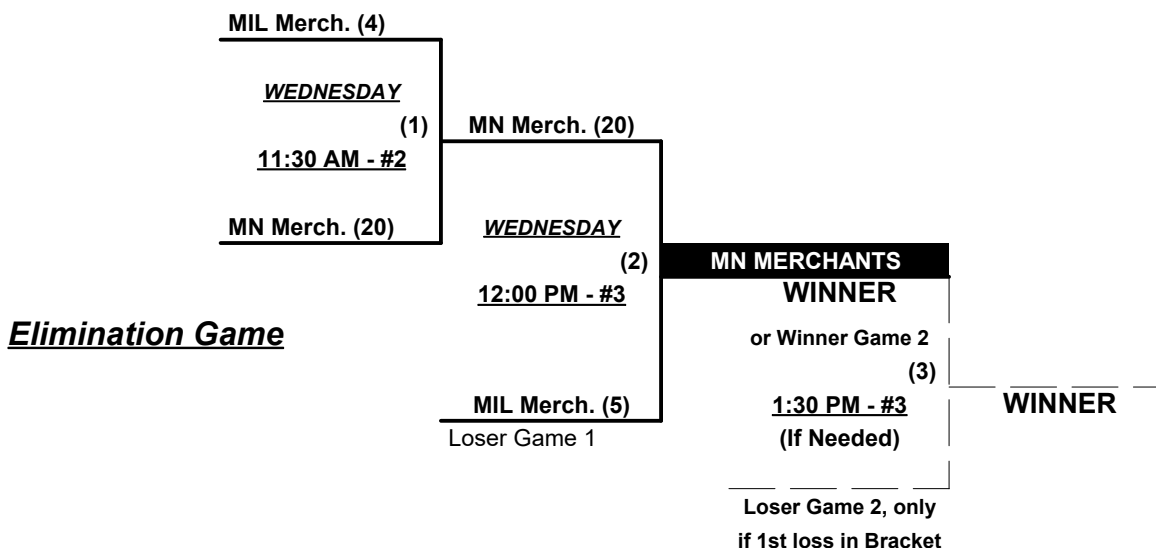 MIL Merch. (4)
WEDNESDAY
(1)
MN Merch. (20)
11:30 AM - #2
MN Merch. (20)
WEDNESDAY
(2)
MN MERCHANTS
12:00 PM - #3
WINNER
Elimination Game
or Winner Game 2
(3)
MIL Merch. (5)
1:30 PM - #3
WINNER
Loser Game 1
(If Needed)
Loser Game 2, only
if 1st loss in Bracket